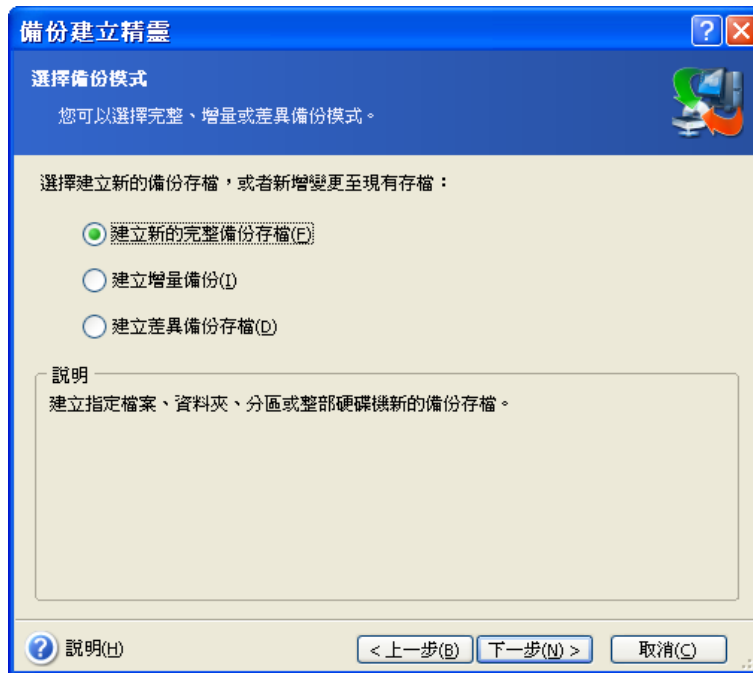 備份建立精靈
選擇備份模式
您可以選擇完整、增量或差異備份模式。
選擇建立新的備份存檔，或者新增變更至現有存檔：
建立新的完整備份存檔(F)
建立增量備份(I)
建立差異備份存檔(D)
說明
建立指定檔案、資料夾、分區或整部硬碟機新的備份存檔。
說明(H)
< 上一步(B)
下一步(N) >
取消(C)